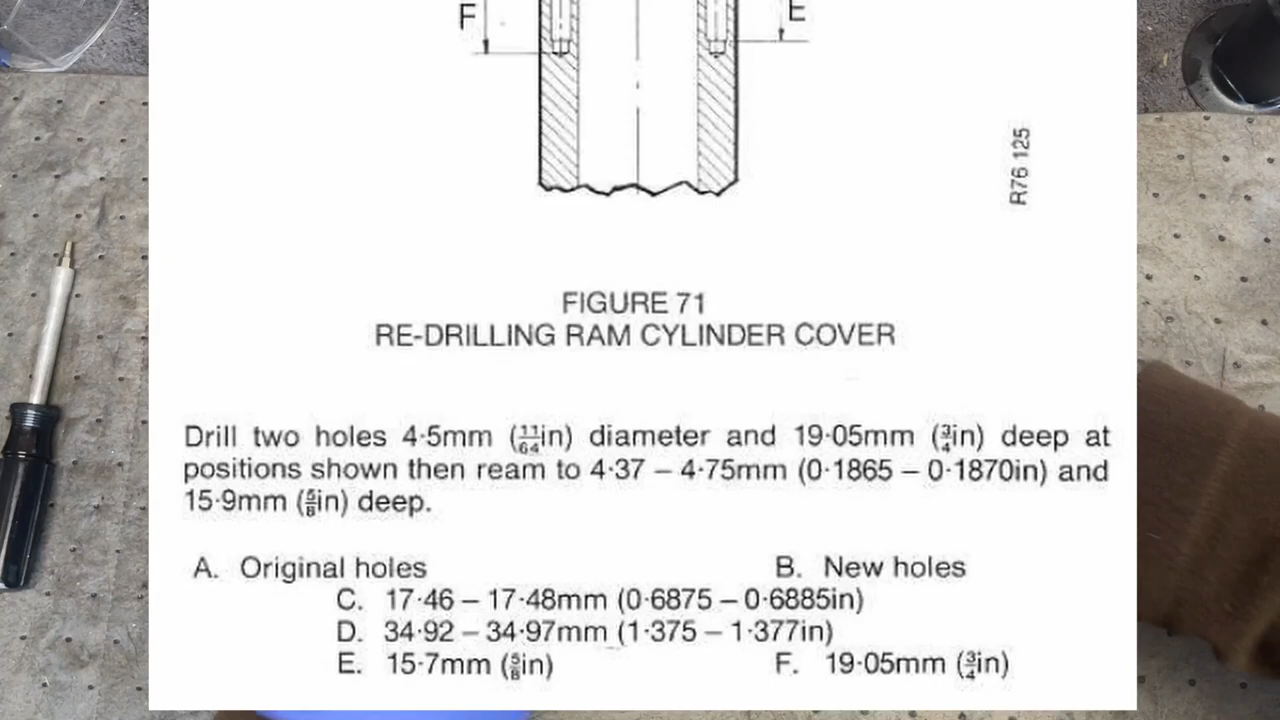 F
E
R76 125
FIGURE 71
RE-DRILLING RAM CYLINDER COVER
Drill two holes 4·5mm (11/64in) diameter and 19·05mm (3/4in) deep at
positions shown then ream to 4·37 – 4·75mm (0·1865 – 0·1870in) and
15·9mm (5/8in) deep.
A. Original holes B. New holes
C. 17·46 – 17·48mm (0·6875 – 0·6885in)
D. 34·92 – 34·97mm (1·375 – 1·377in)
E. 15·7mm (5/8in) F. 19·05mm (3/4in)